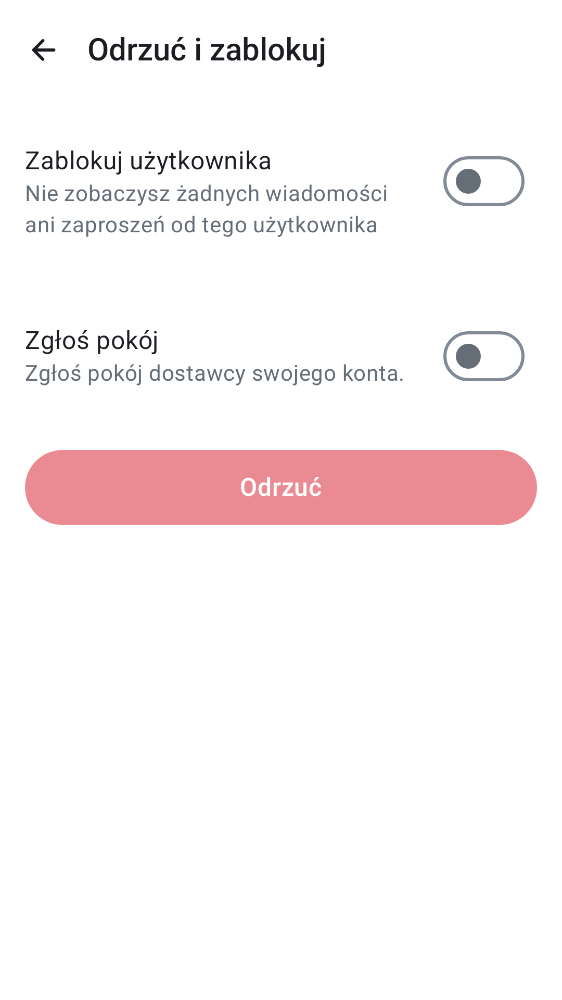 Odrzuć i zablokuj
Zablokuj użytkownika
Nie zobaczysz żadnych wiadomości
ani zaproszeń od tego użytkownika
Zgłoś pokój
Zgłoś pokój dostawcy swojego konta.
Odrzuć